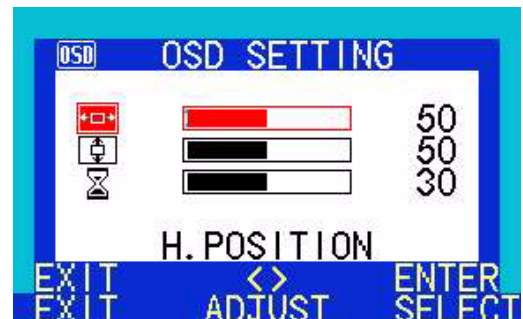 OSD OSD SETTING
50
50
30
H.POSITION
EXIT <> ENTER
EXIT ADJUST SELECT